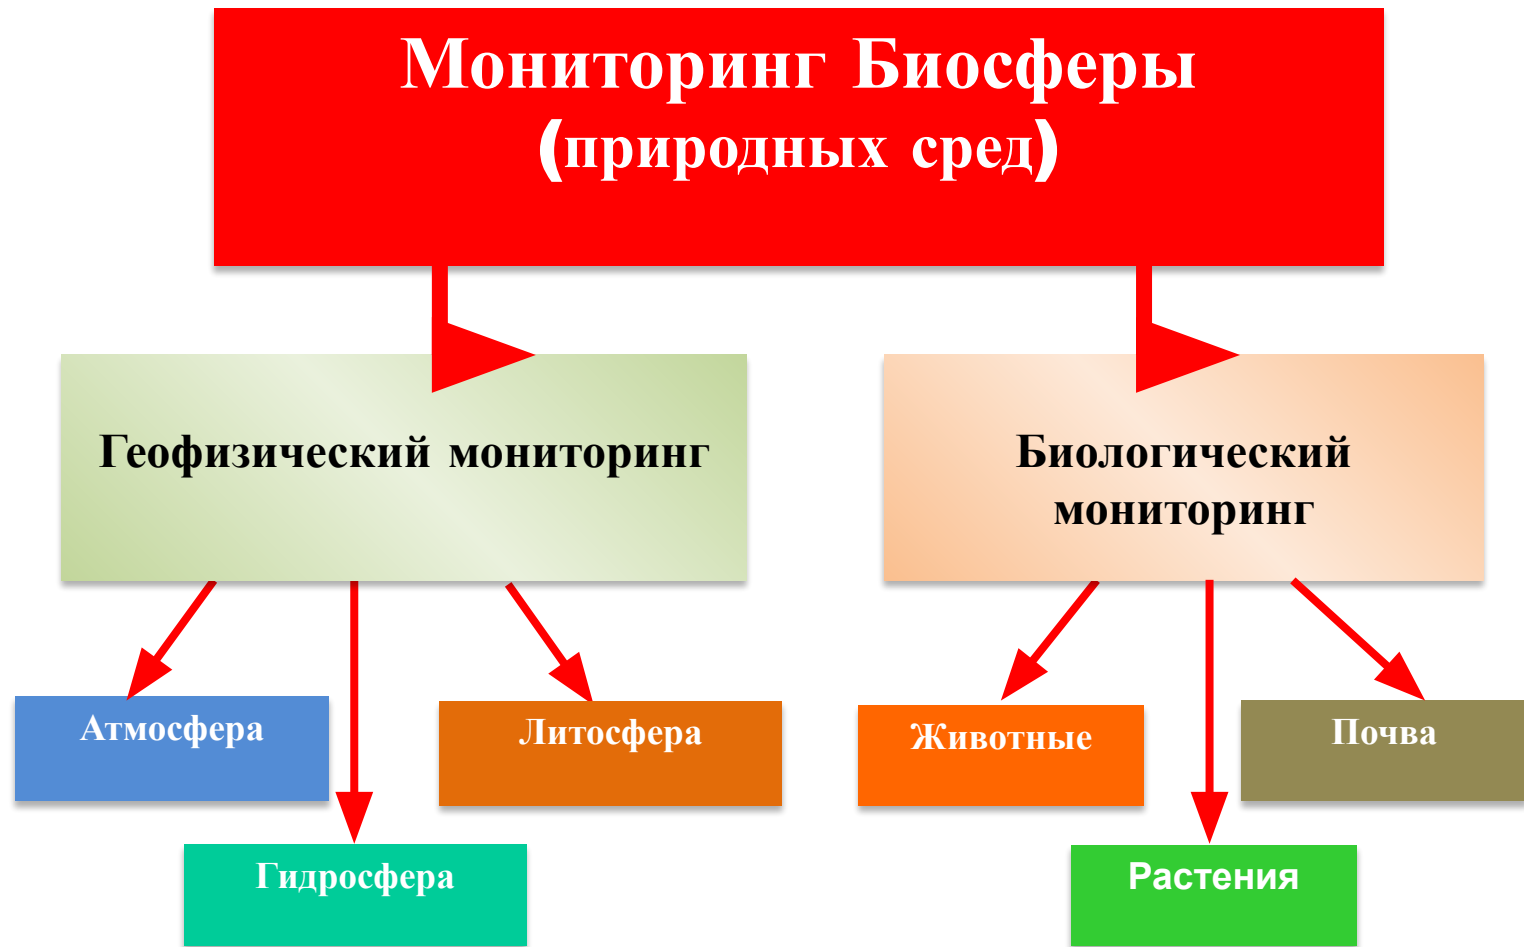 Мониторинг Биосферы
(природных сред)
Геофизический мониторинг
Биологический
мониторинг
Атмосфера
Литосфера
Животные
Почва
Гидросфера
Растения